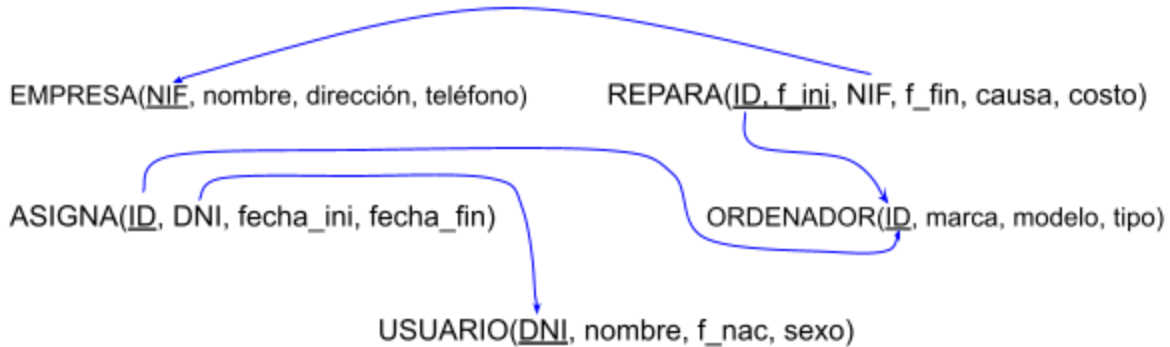 EMPRESA(NIF, nombre, dirección, teléfono)
REPARA(ID, f_ini, NIF, f_fin, causa, costo)
ASIGNA(ID, DNI, fecha_ini, fecha_fin)
ORDENADOR(ID, marca, modelo, tipo)
USUARIO(DNI, nombre, f_nac, sexo)